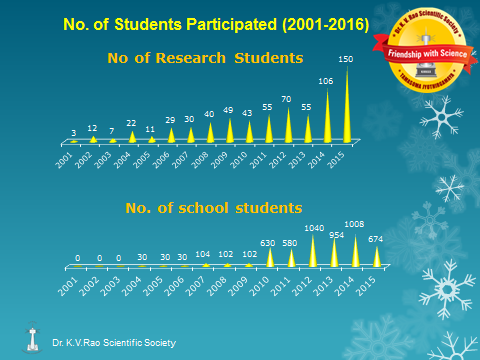 No. of Students Participated (2001-2016)
Dr. K.V. Rao Scientific Society
Friendship with Science
TAMASOMA JYOTHIRGAMAYA
No of Research Students
3 12 7 22 11 29 30 40 49 43 55 70 55 106 150
2001 2002 2003 2004 2005 2006 2007 2008 2009 2010 2011 2012 2013 2014 2015
No. of school students
0 0 0 30 30 30 104 102 102 630 580 1040 954 1008 674
2001 2002 2003 2004 2005 2006 2007 2008 2009 2010 2011 2012 2013 2014 2015
Dr. K.V.Rao Scientific Society